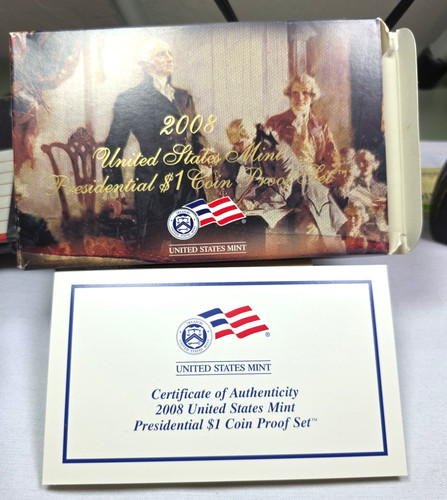 2008
United States Mint
Presidential $1 Coin Proof Set™
UNITED STATES MINT
®
UNITED STATES MINT
Certificate of Authenticity
2008 United States Mint
Presidential $1 Coin Proof Set™